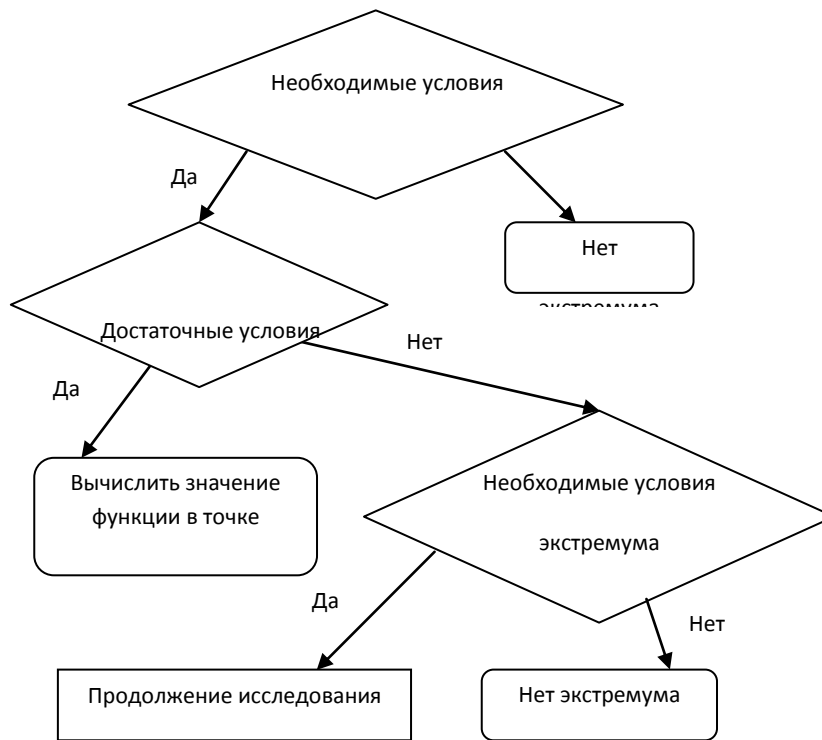 Необходимые условия
Да
Нет
экстремума
Достаточные условия
Нет
Да
Вычислить значение
функции в точке
Необходимые условия
экстремума
Да
Нет
Продолжение исследования
Нет экстремума